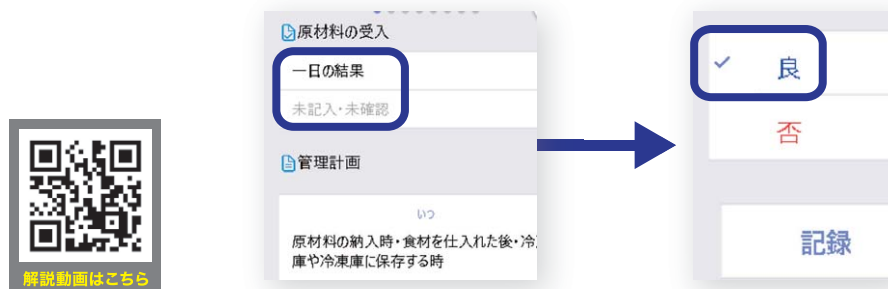 原材料の受入
一日の結果
未記入・未確認
管理計画
いつ
原材料の納入時・食材を仕入れた後・冷
庫や冷凍庫に保存する時
良
否
記録
解説動画はこちら